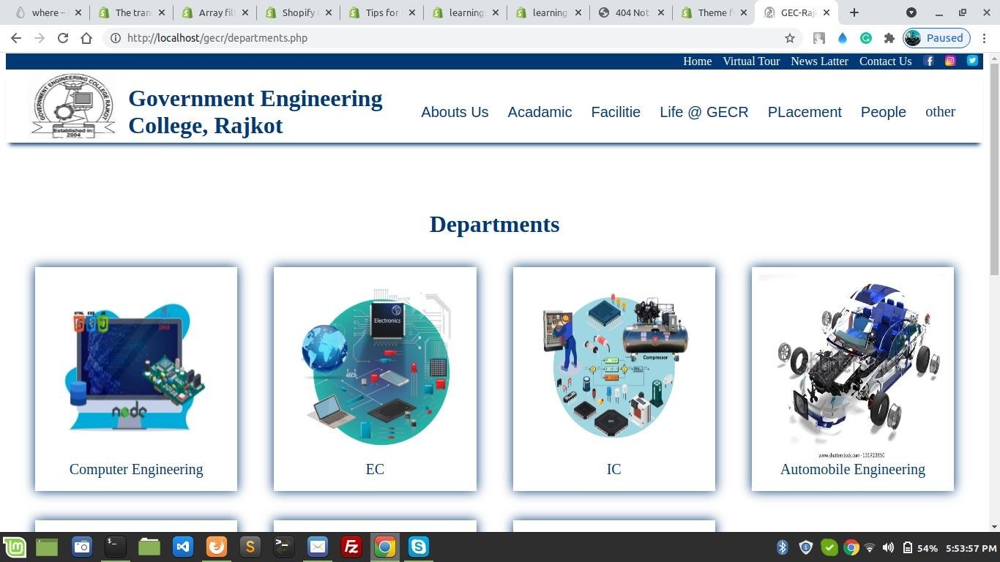 where – l
The tran
Array fil
Shopify
Tips for
learning
learning
404 Not
Theme f
GEC-Raj
http://localhost/gecr/departments.php
Paused
Home Virtual Tour News Latter Contact Us
GOVERNMENT ENGINEERING COLLEGE RAJKOT
Established in:
2004
Government Engineering
College, Rajkot
Abouts Us Acadamic Facilitie Life @ GECR PLacement People other
Departments
HTML CSS JS
java
node
Computer Engineering
Electronics
EC
Compressor
IC
shutterstock
www.shutterstock.com · 131923850
Automobile Engineering
54% 5:53:57 PM